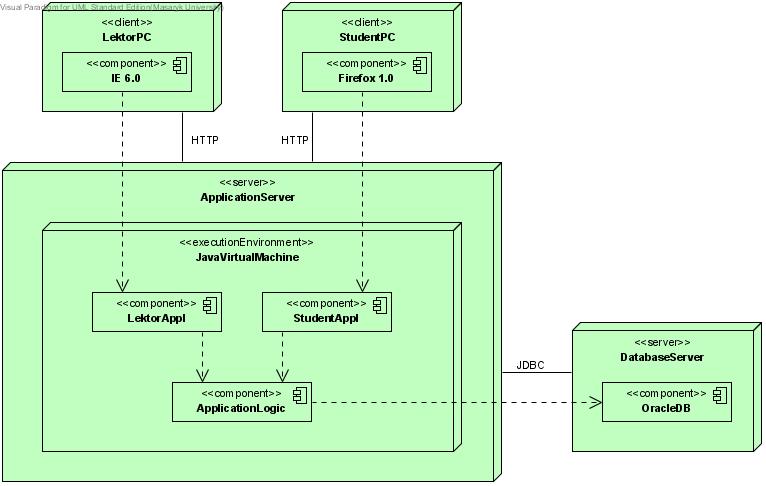 Visual Paradigm for UML Standard Edition(Masaryk University)
<<client>>
LektorPC
<<component>>
IE 6.0
<<client>>
StudentPC
<<component>>
Firefox 1.0
HTTP
HTTP
<<server>>
ApplicationServer
<<executionEnvironment>>
JavaVirtualMachine
<<component>>
LektorAppl
<<component>>
StudentAppl
<<component>>
ApplicationLogic
JDBC
<<server>>
DatabaseServer
<<component>>
OracleDB